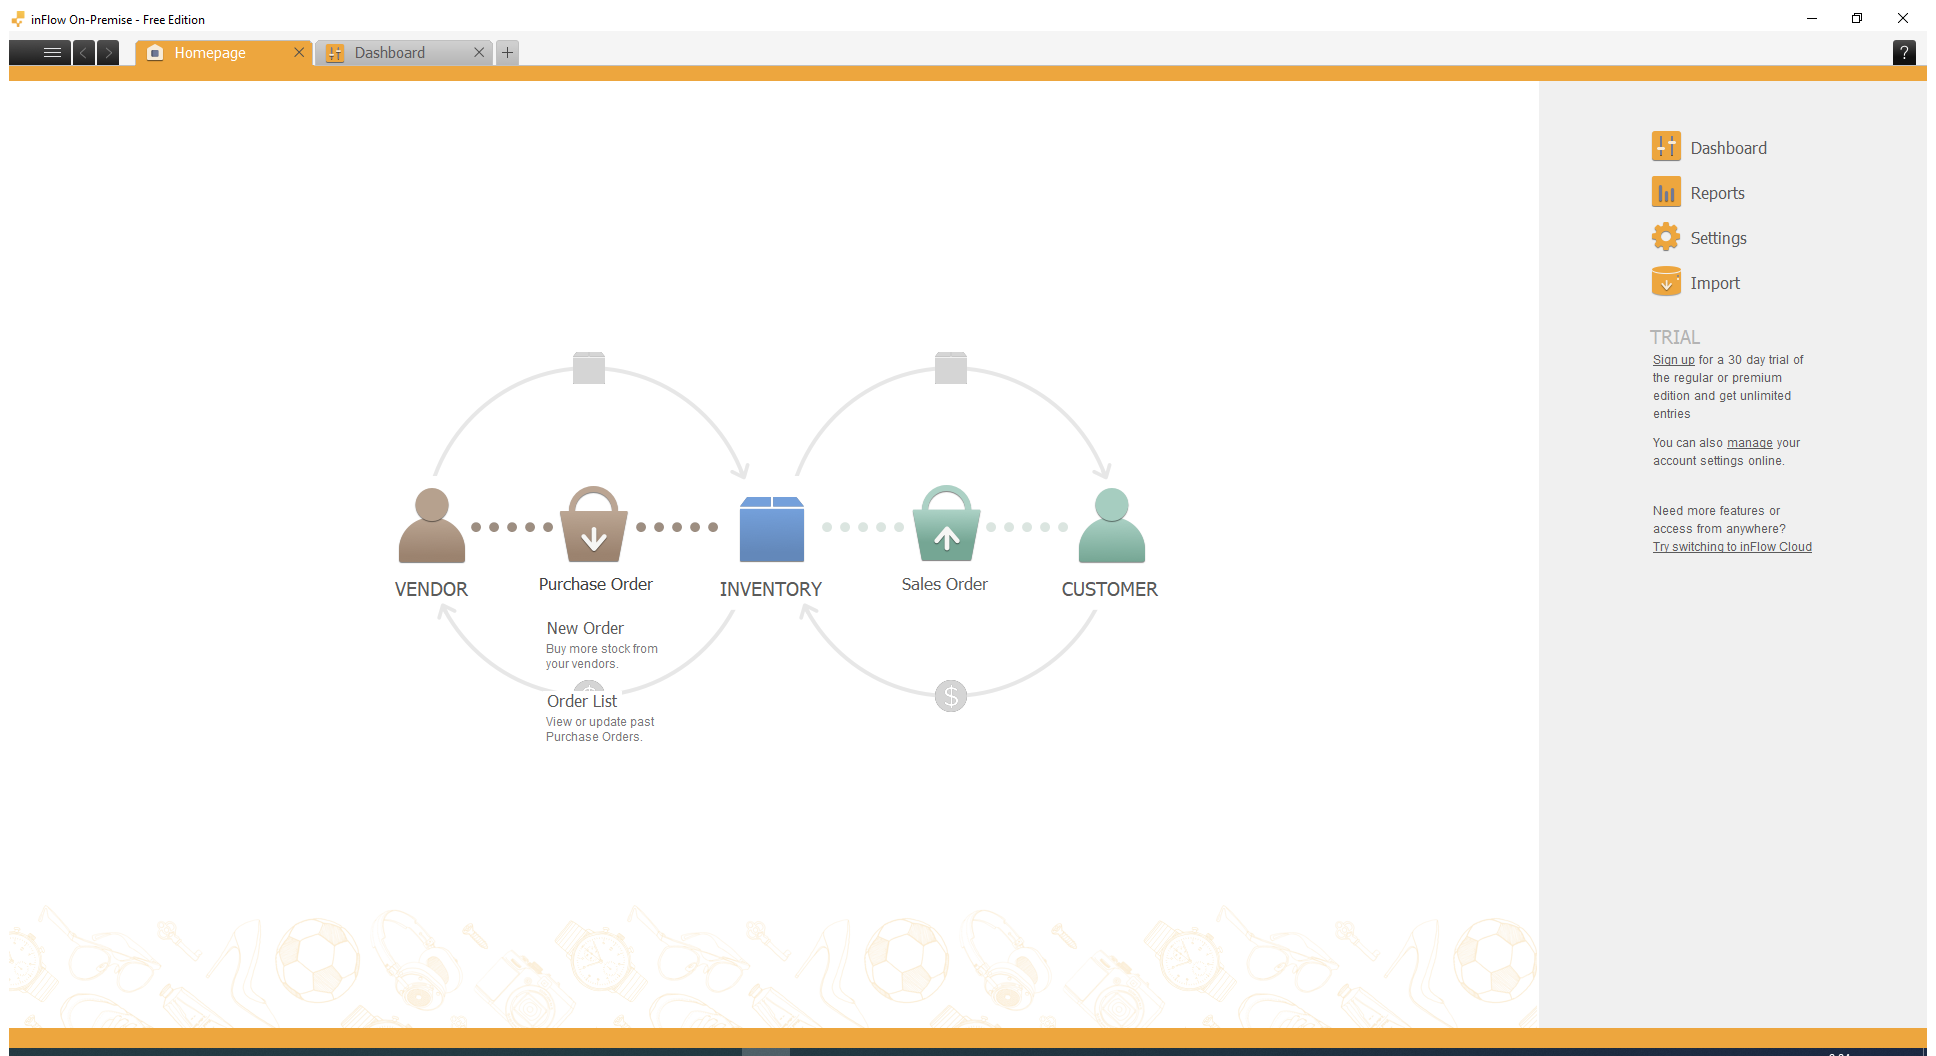 inFlow On-Premise - Free Edition
Homepage
Dashboard
?
Dashboard
Reports
Settings
Import
TRIAL
Sign up for a 30 day trial of
the regular or premium
edition and get unlimited
entries
You can also manage your
account settings online.
Need more features or
access from anywhere?
Try switching to inFlow Cloud
VENDOR
Purchase Order
INVENTORY
Sales Order
CUSTOMER
New Order
Buy more stock from
your vendors.
$
Order List
View or update past
Purchase Orders.